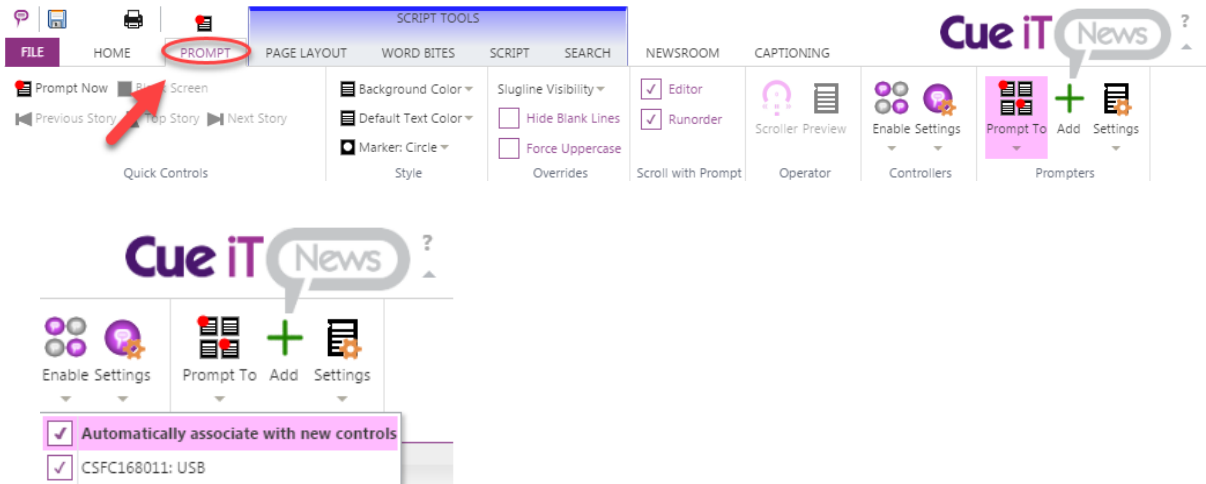 SCRIPT TOOLS
Cue iT News ?
FILE HOME PROMPT PAGE LAYOUT WORD BITES SCRIPT SEARCH NEWSROOM CAPTIONING
Prompt Now Screen Background Color Slugline Visibility Editor
Previous Story Top Story Next Story Default Text Color Hide Blank Lines Runorder Scroller Preview Enable Settings Prompt To Add Settings
Marker: Circle Force Uppercase
Quick Controls Style Overrides Scroll with Prompt Operator Controllers Prompters
Cue iT News ?
Enable Settings Prompt To Add Settings
Automatically associate with new controls
CSFC168011: USB